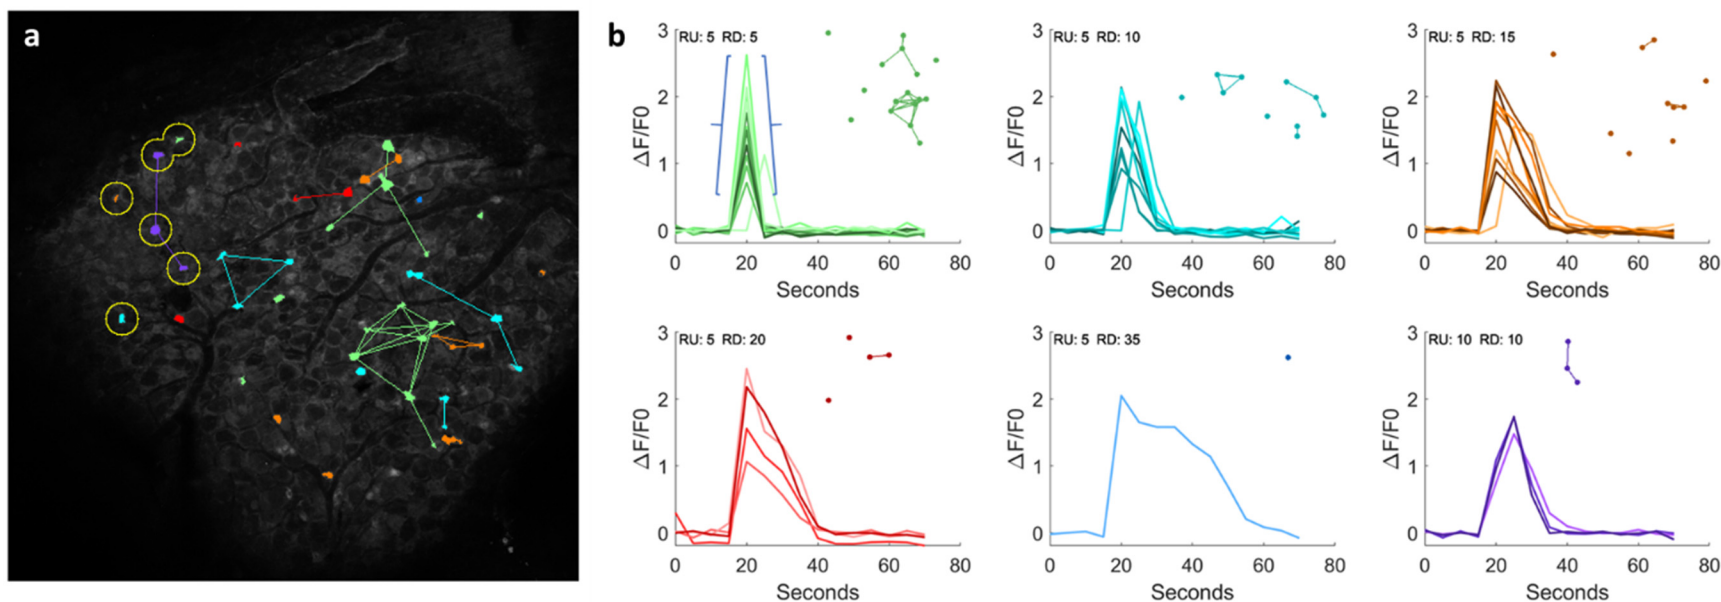 a
b
RU: 5 RD: 5
ΔF/F0
3
2
1
0
0 20 40 60 80
Seconds
RU: 5 RD: 10
ΔF/F0
3
2
1
0
0 20 40 60 80
Seconds
RU: 5 RD: 15
ΔF/F0
3
2
1
0
0 20 40 60 80
Seconds
RU: 5 RD: 20
ΔF/F0
3
2
1
0
0 20 40 60 80
Seconds
RU: 5 RD: 35
ΔF/F0
3
2
1
0
0 20 40 60 80
Seconds
RU: 10 RD: 10
ΔF/F0
3
2
1
0
0 20 40 60 80
Seconds